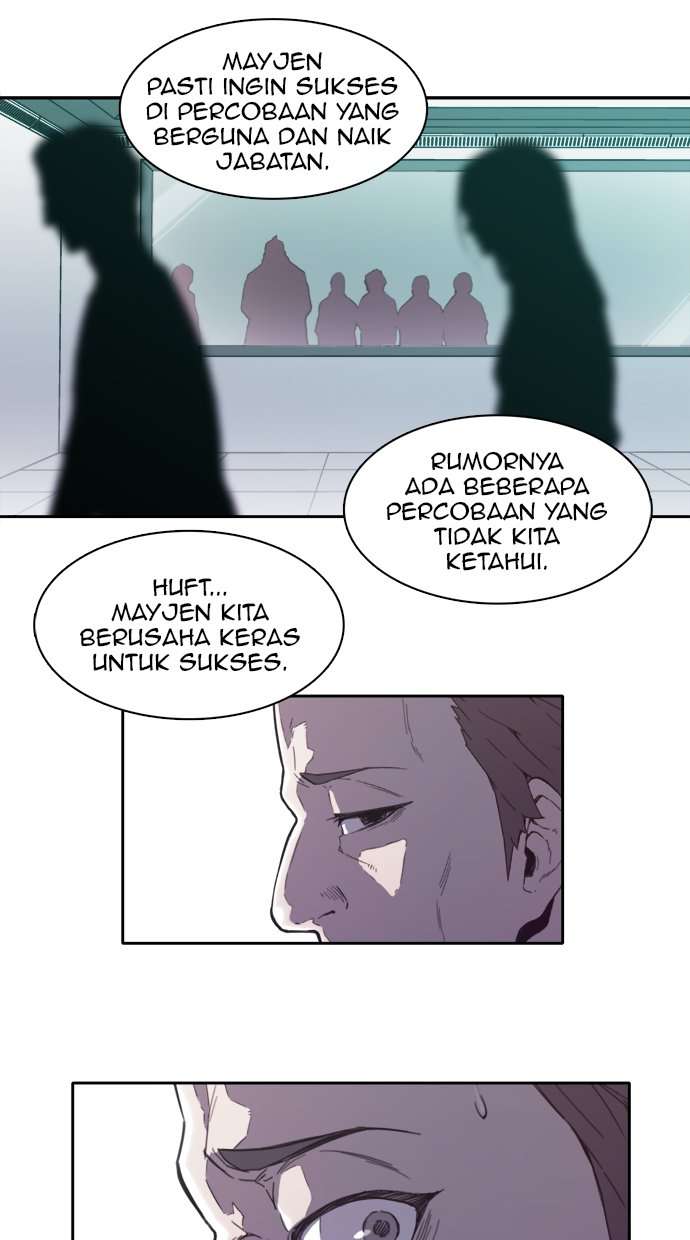 MAYJEN
PASTI INGIN SUKSES
DI PERCOBAAN YANG
BERGUNA DAN NAIK
JABATAN.
RUMORNYA
ADA BEBERAPA
PERCOBAAN YANG
TIDAK KITA
KETAHUI.
HUFT...
MAYJEN KITA
BERUSAHA KERAS
UNTUK SUKSES.